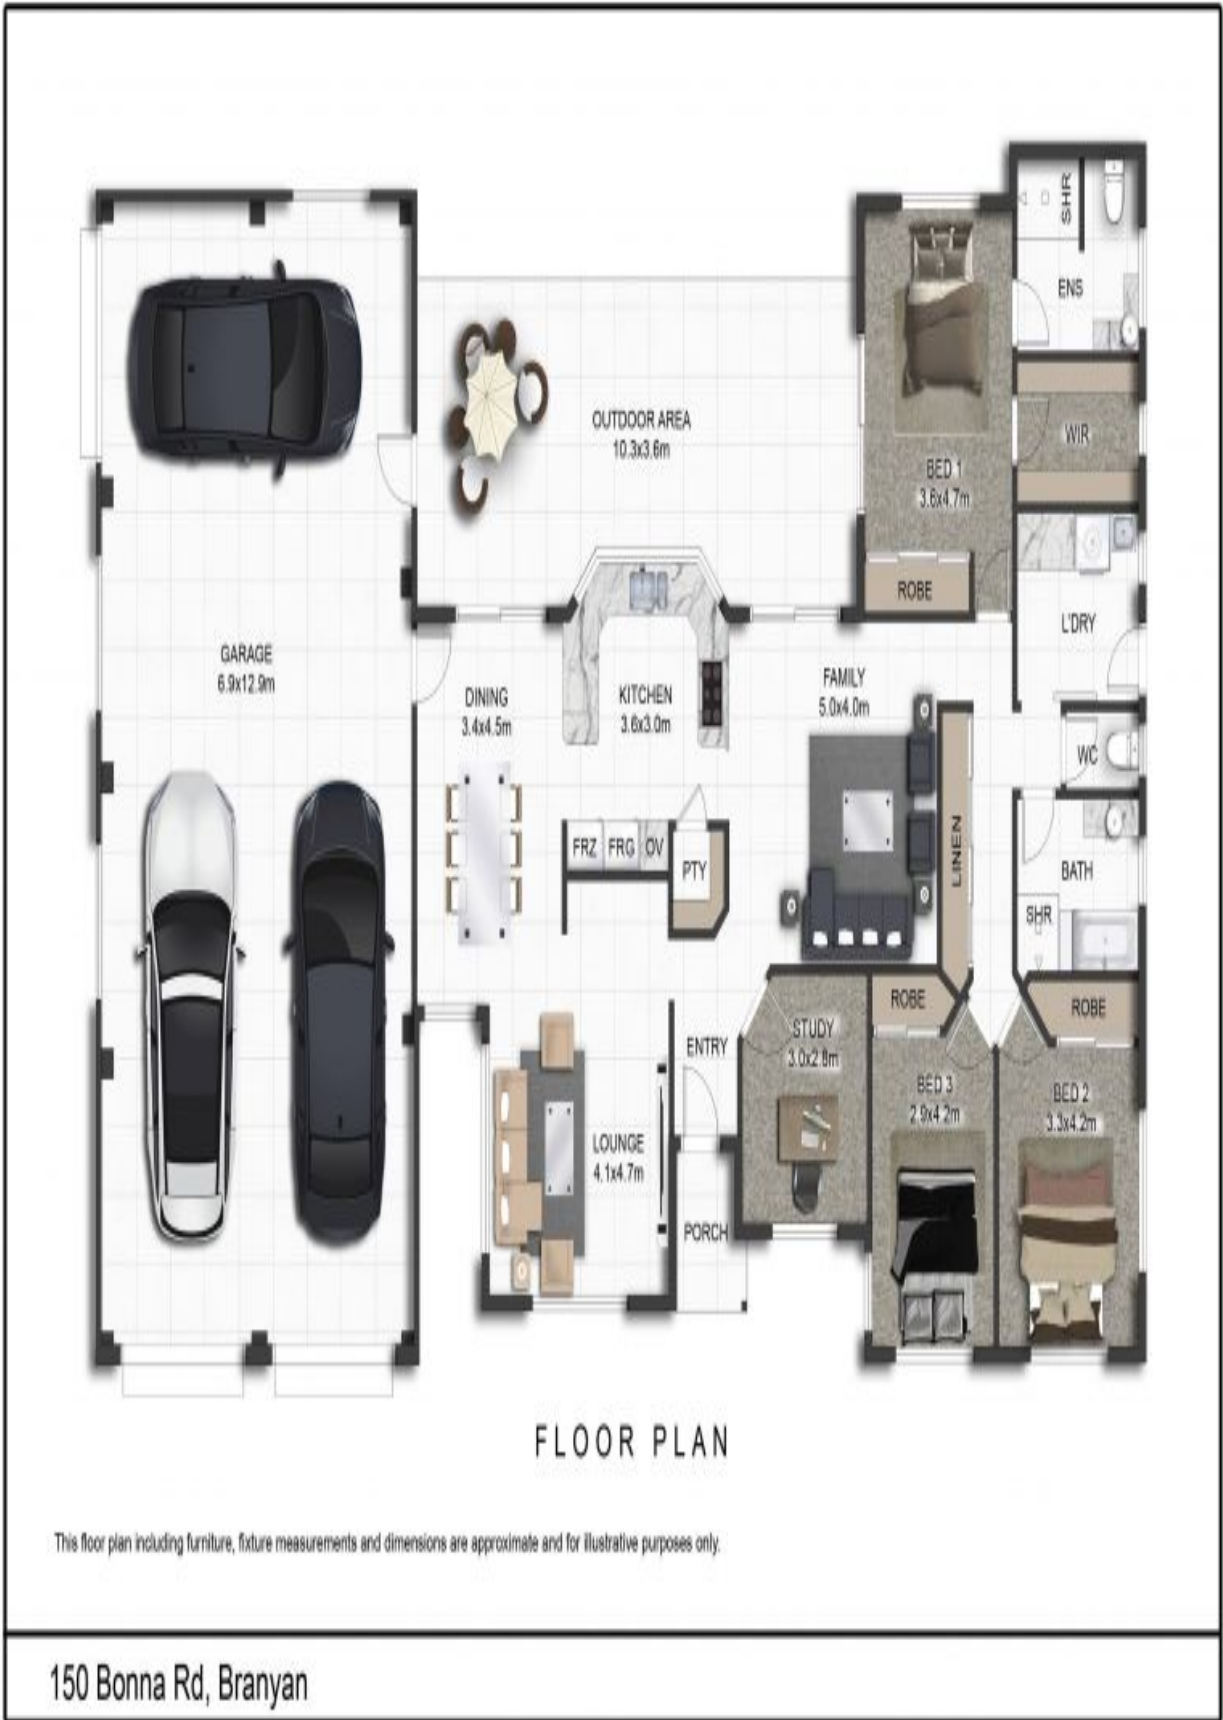 SHR
ENS
OUTDOOR AREA
10.3x3.6m
WIR
BED 1
3.6x4.7m
ROBE
L'DRY
GARAGE
6.9x12.9m
DINING
3.4x4.5m
KITCHEN
3.6x3.0m
FAMILY
5.0x4.0m
WC
FRZ
FRG
OV
PTY
LINEN
BATH
SHR
ROBE
ROBE
STUDY
3.0x2.8m
ENTRY
BED 3
2.9x4.2m
BED 2
3.3x4.2m
LOUNGE
4.1x4.7m
PORCH
FLOOR PLAN
This floor plan including furniture, fixture measurements and dimensions are approximate and for illustrative purposes only.
150 Bonna Rd, Branyan